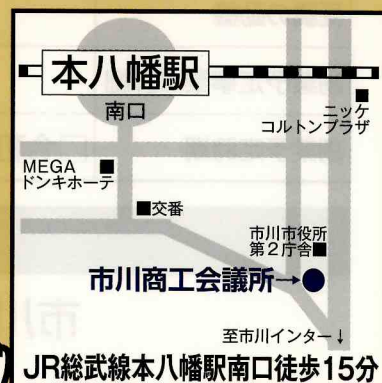 本八幡駅
南口
ニッケ
コルトンプラザ
MEGA
ドンキホーテ
■交番
市川市役所
第2庁舎■
市川商工会議所→●
至市川インター↓
JR総武線本八幡駅南口徒歩15分